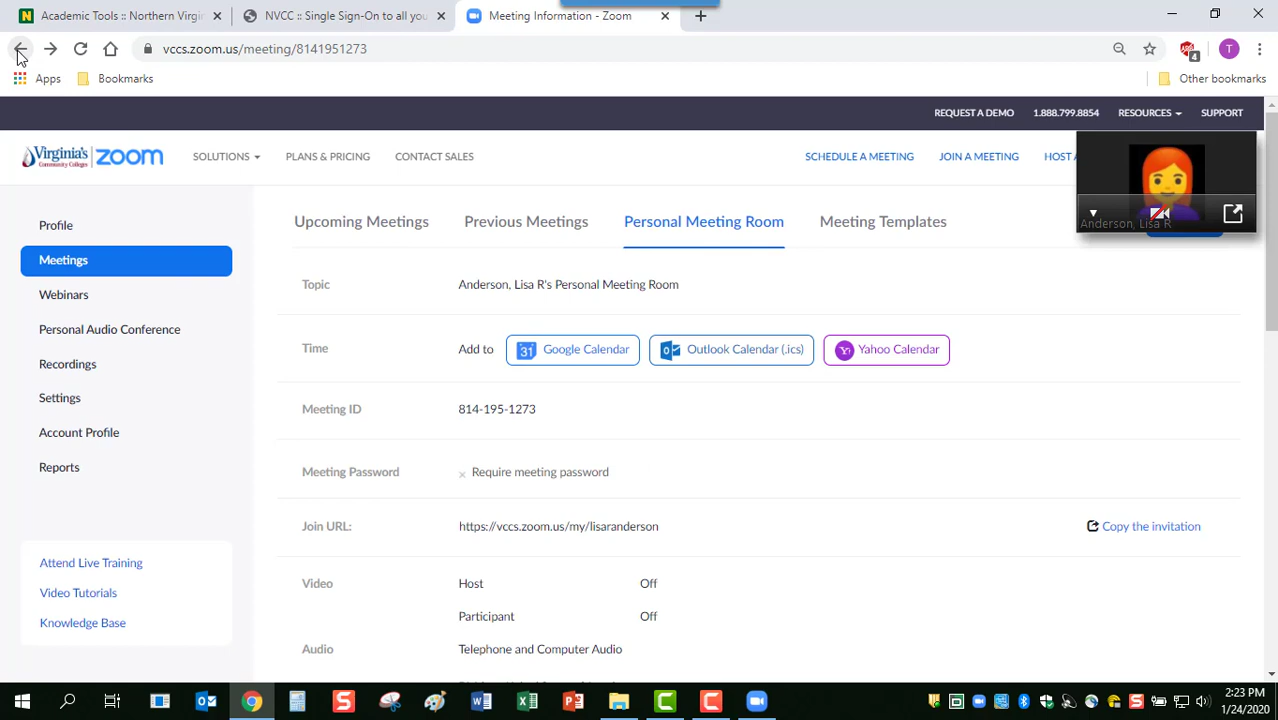 Academic Tools :: Northern Virgin
NVCC :: Single Sign-On to all you
Meeting Information - Zoom
vccs.zoom.us/meeting/8141951273
4
T
Apps
Bookmarks
Other bookmarks
REQUEST A DEMO
1.888.799.8854
RESOURCES
SUPPORT
Virginia's
Community Colleges
zoom
SOLUTIONS
PLANS & PRICING
CONTACT SALES
SCHEDULE A MEETING
JOIN A MEETING
HOST A
Anderson, Lisa R
Profile
Meetings
Webinars
Personal Audio Conference
Recordings
Settings
Account Profile
Reports
Attend Live Training
Video Tutorials
Knowledge Base
Upcoming Meetings
Previous Meetings
Personal Meeting Room
Meeting Templates
Topic
Anderson, Lisa R's Personal Meeting Room
Time
Add to
31
Google Calendar
Outlook Calendar (.ics)
Yahoo Calendar
Meeting ID
814-195-1273
Meeting Password
Require meeting password
Join URL:
https://vccs.zoom.us/my/lisaranderson
Copy the invitation
Video
Host
Off
Participant
Off
Audio
Telephone and Computer Audio
2:23 PM
1/24/2020